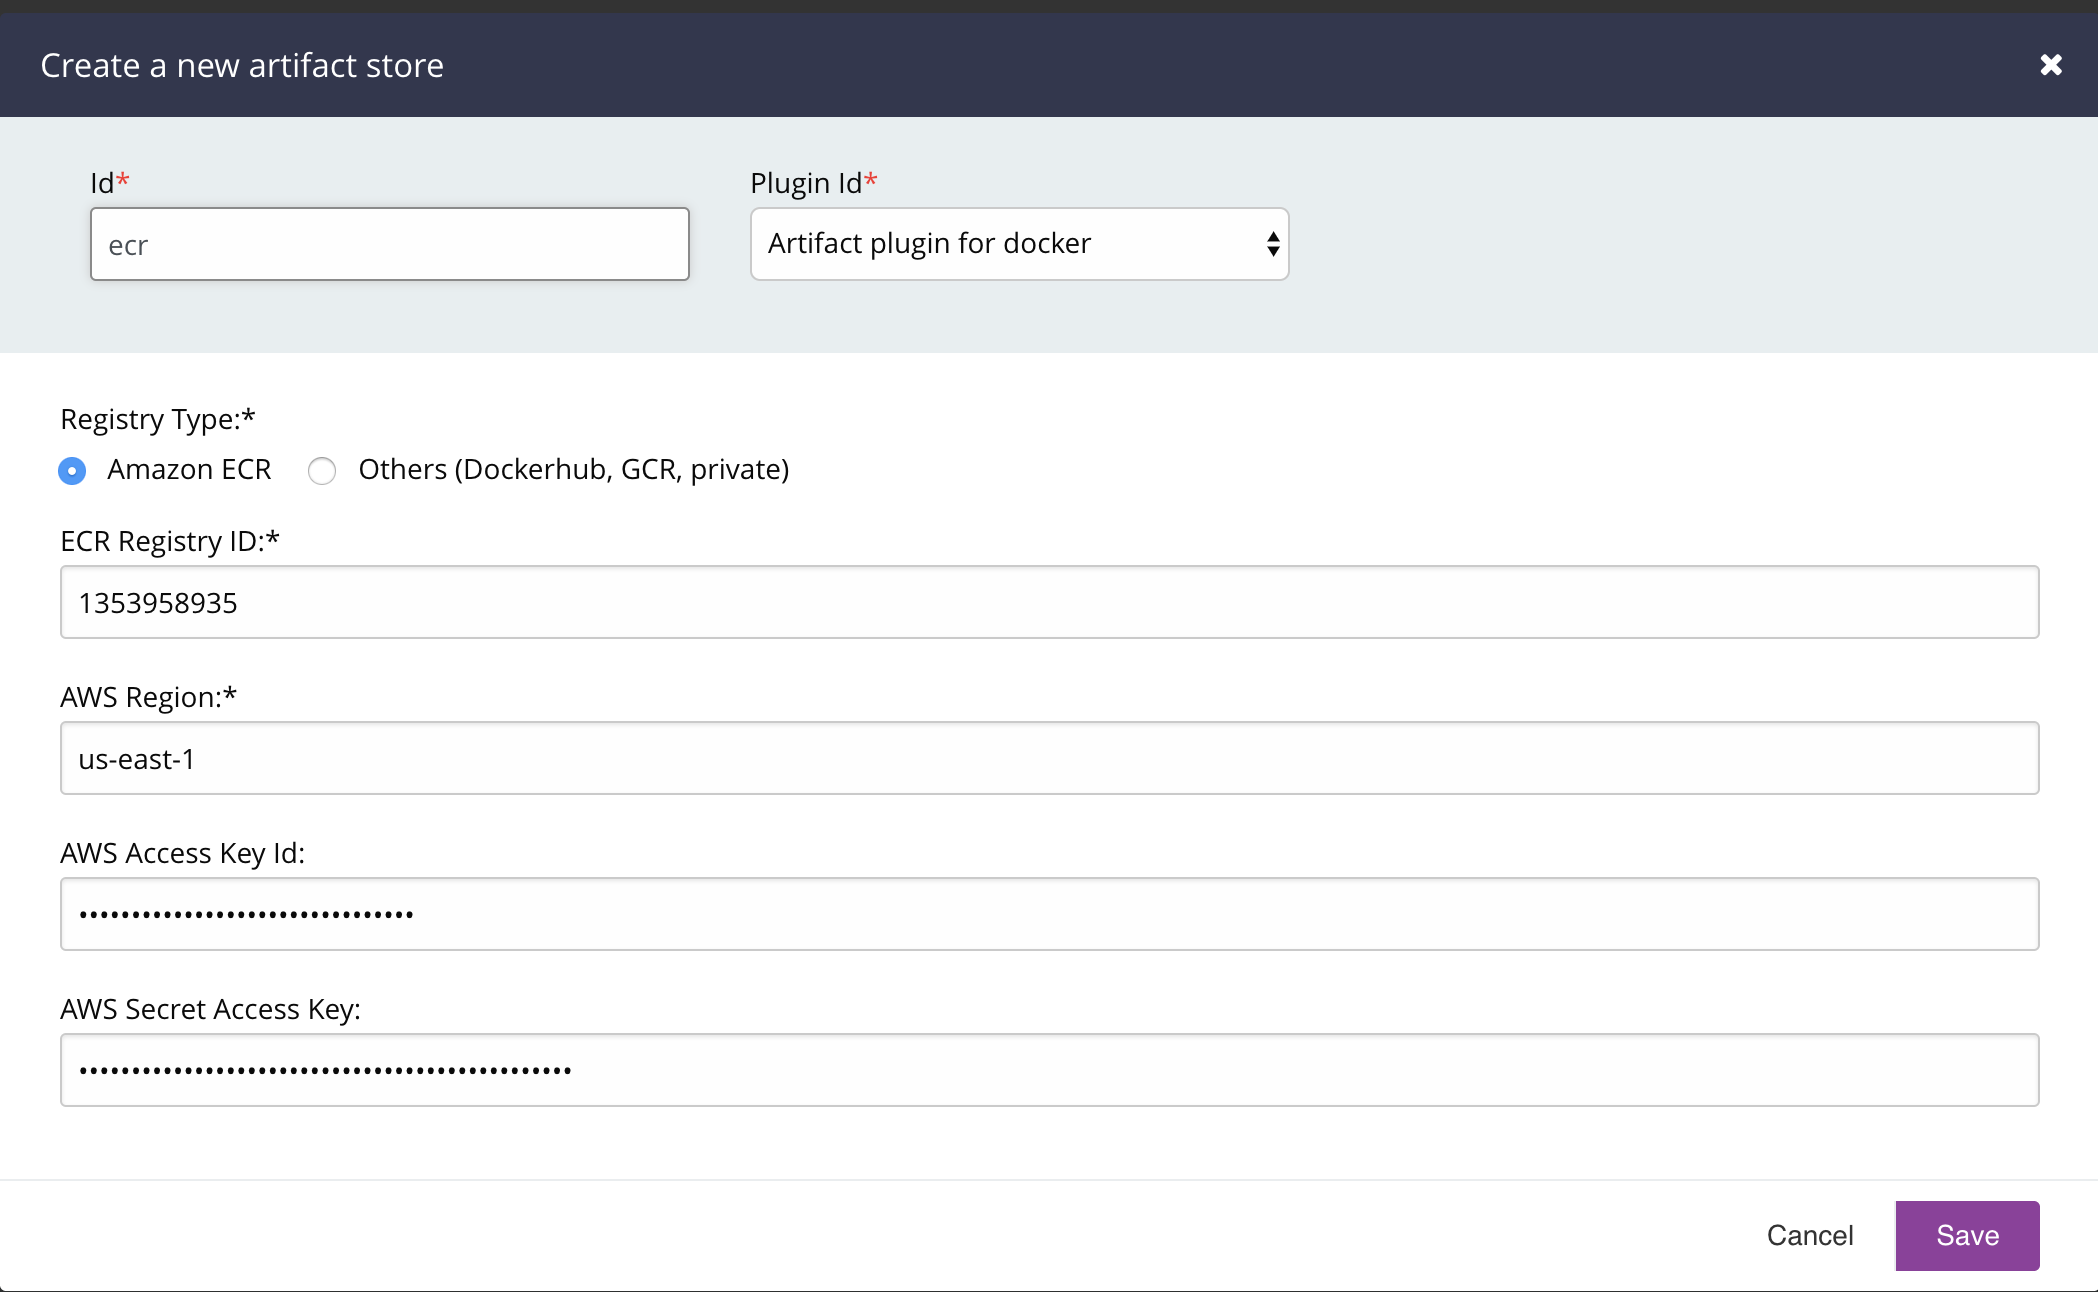 Create a new artifact store
Id* Plugin Id*
ecr Artifact plugin for docker
Registry Type:*
Amazon ECR Others (Dockerhub, GCR, private)
ECR Registry ID:*
1353958935
AWS Region:*
us-east-1
AWS Access Key Id:
••••••••••••••••••••••••••••••••
AWS Secret Access Key:
•••••••••••••••••••••••••••••••••••••••••••••••
Cancel Save